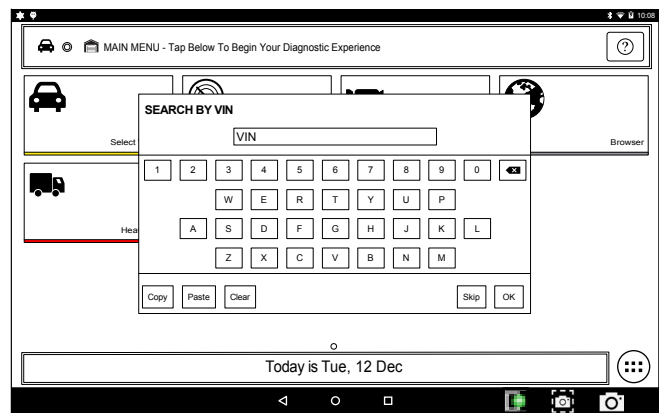 10:08
MAIN MENU - Tap Below To Begin Your Diagnostic Experience
?
Select
Browser
Hea
SEARCH BY VIN
VIN
1 2 3 4 5 6 7 8 9 0
W E R T Y U P
A S D F G H J K L
Z X C V B N M
Copy Paste Clear Skip OK
Today is Tue, 12 Dec